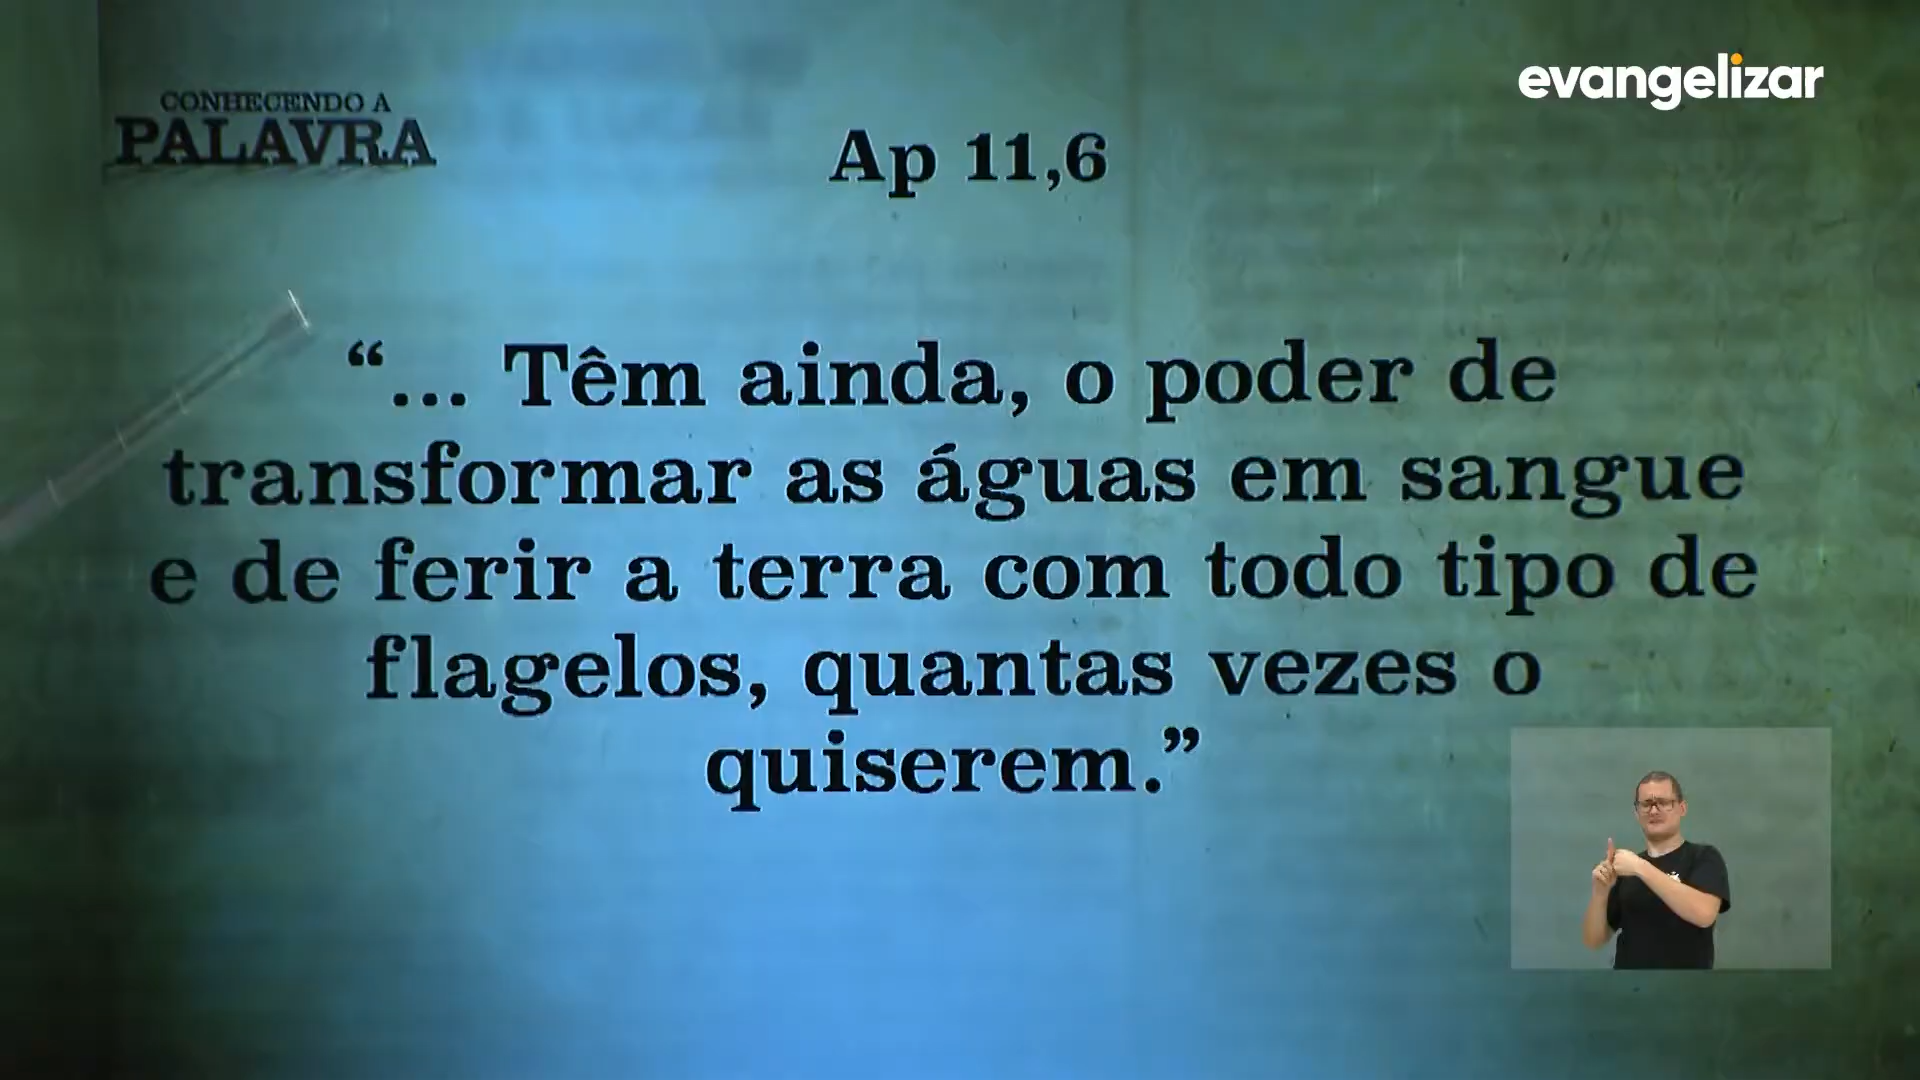 CONHECENDO A
PALAVRA
evangelizar
Ap 11,6
“... Têm ainda, o poder de
transformar as águas em sangue
e de ferir a terra com todo tipo de
flagelos, quantas vezes o
quiserem.”